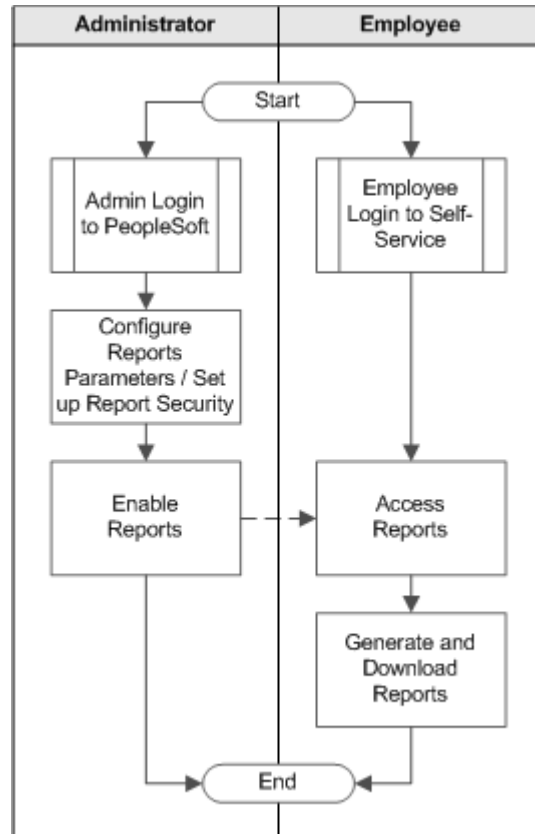 Administrator
Employee
Start
Admin Login
to PeopleSoft
Employee
Login to Self-
Service
Configure
Reports
Parameters / Set
up Report Security
Enable
Reports
Access
Reports
Generate and
Download
Reports
End